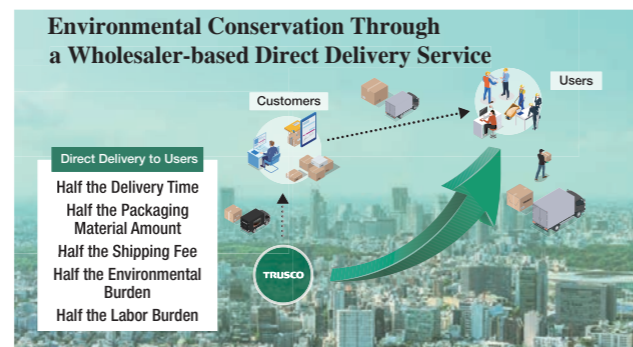 Environmental Conservation Through
a Wholesaler-based Direct Delivery Service
Users
Customers
Direct Delivery to Users
Half the Delivery Time
Half the Packaging
Material Amount
Half the Shipping Fee
Half the Environmental
Burden
Half the Labor Burden
TRUSCO